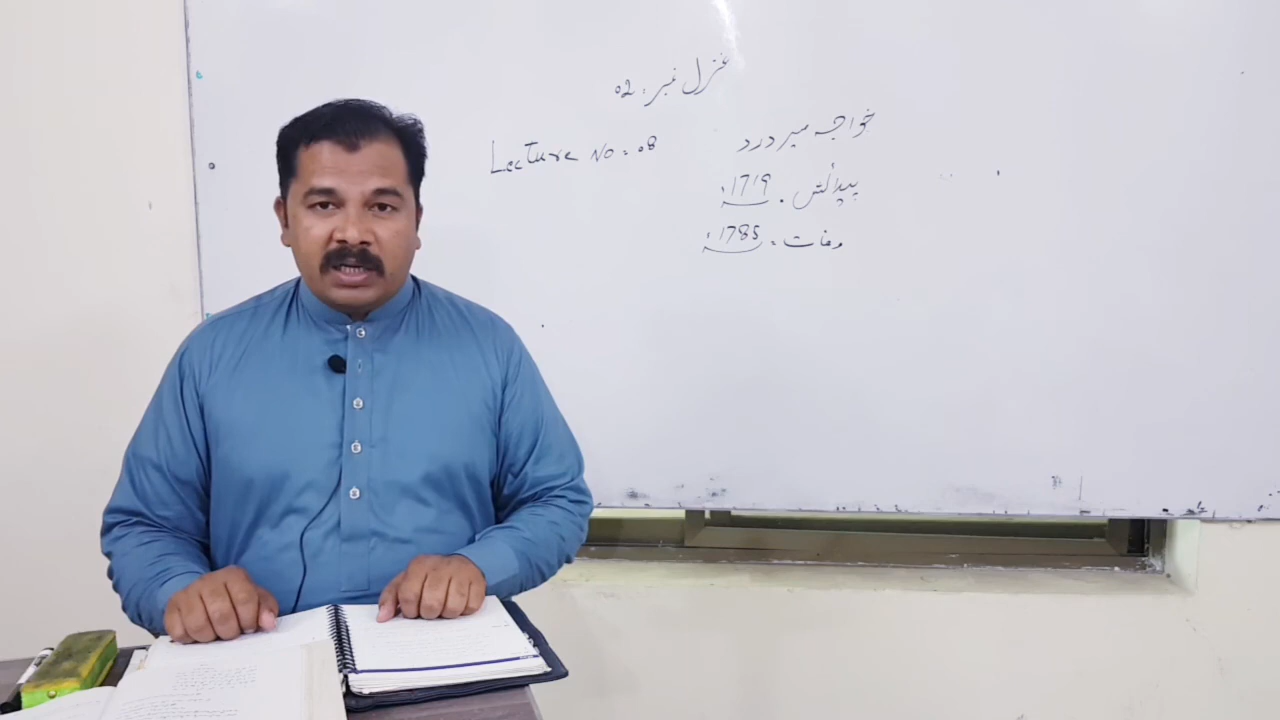 غزل نمبر: 02
Lecture No: 08
خواجہ میر درد
پیدائش: 1719ء
وفات: 1785ء